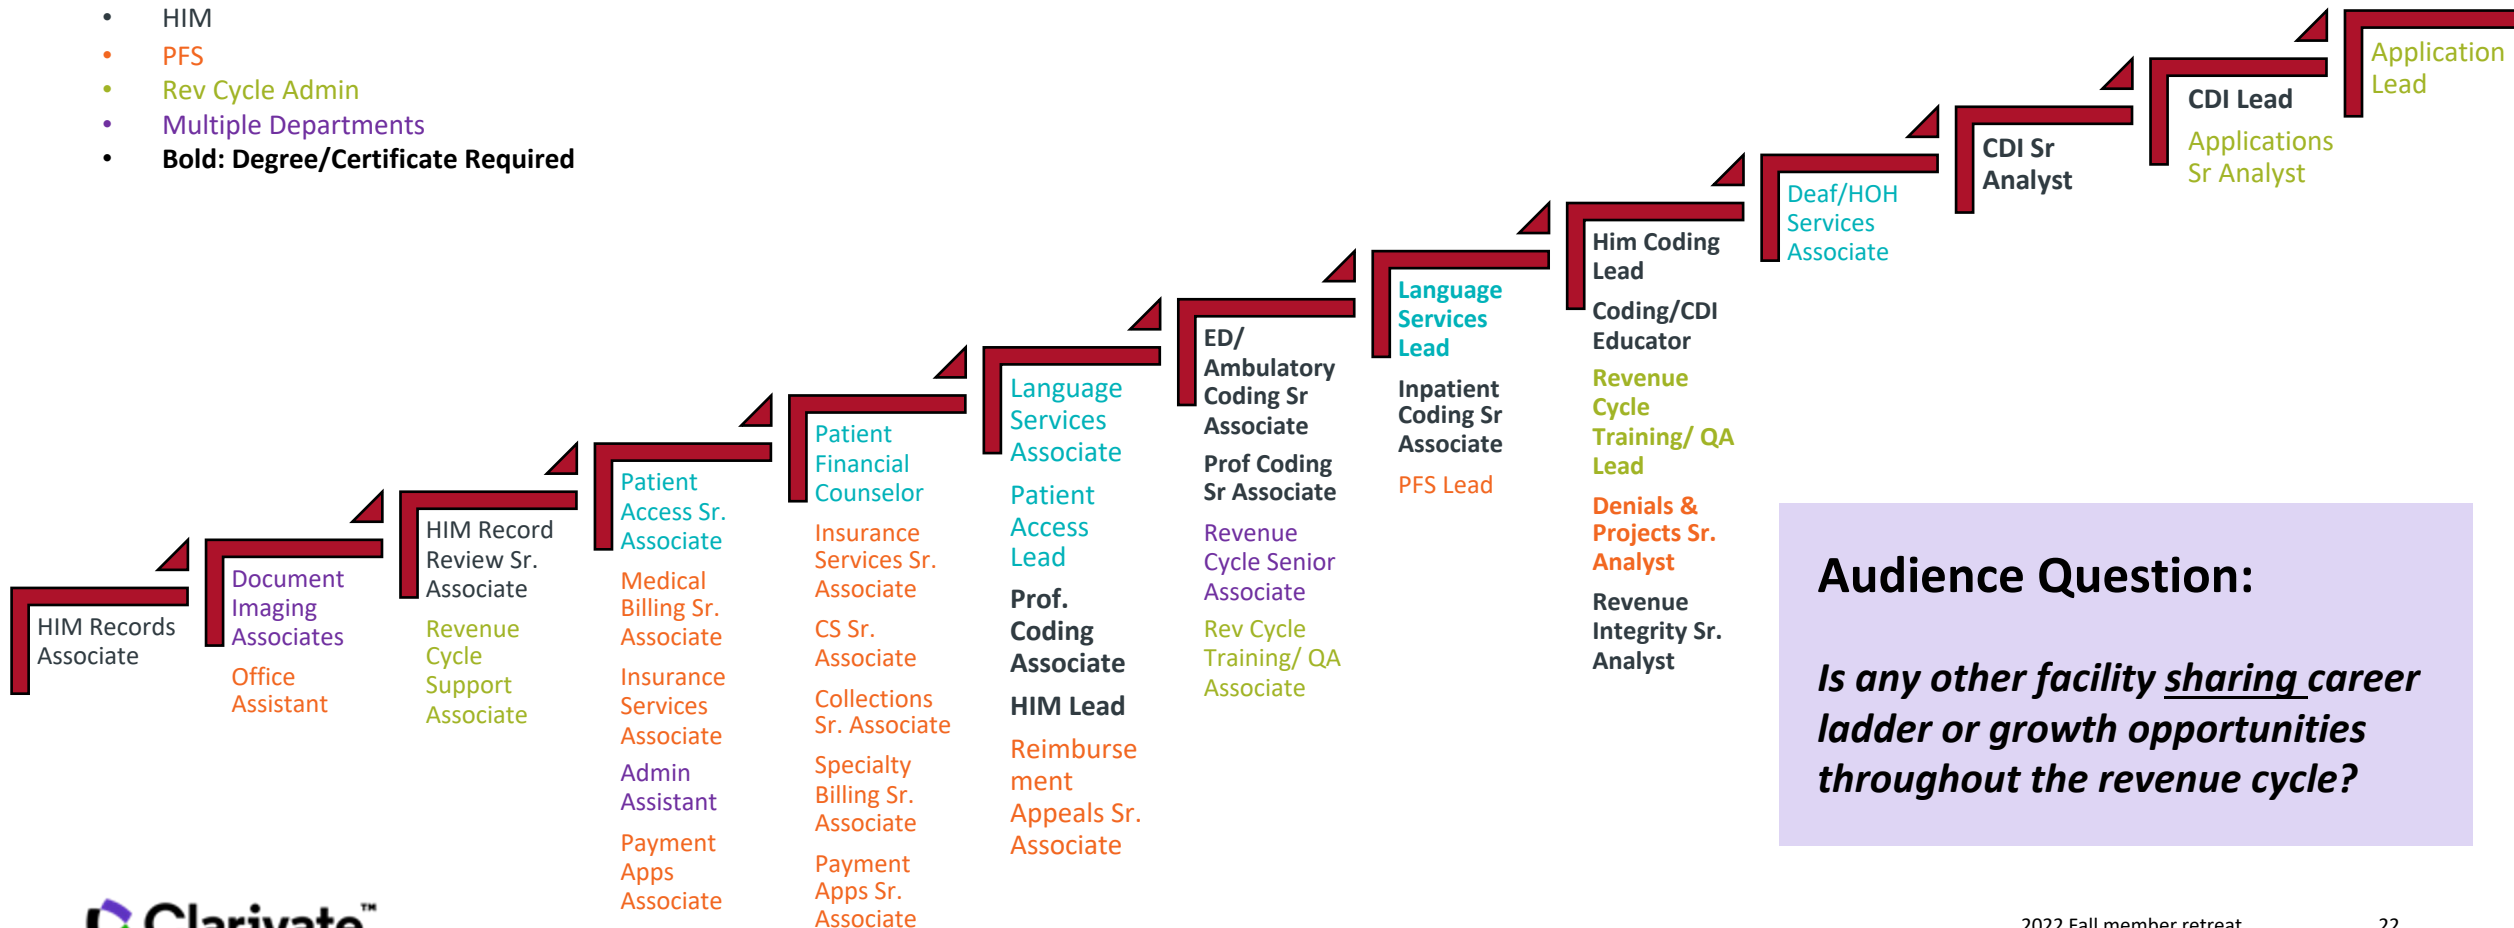 • HIM
• PFS
• Rev Cycle Admin
• Multiple Departments
• Bold: Degree/Certificate Required
HIM Records
Associate
Document
Imaging
Associates
Office
Assistant
HIM Record
Review Sr.
Associate
Revenue
Cycle
Support
Associate
Patient
Access Sr.
Associate
Medical
Billing Sr.
Associate
Insurance
Services
Associate
Admin
Assistant
Payment
Apps
Associate
Patient
Financial
Counselor
Insurance
Services Sr.
Associate
CS Sr.
Associate
Collections
Sr. Associate
Specialty
Billing Sr.
Associate
Payment
Apps Sr.
Associate
Language
Services
Associate
Patient
Access
Lead
Prof.
Coding
Associate
HIM Lead
Reimburse
ment
Appeals Sr.
Associate
ED/
Ambulatory
Coding Sr
Associate
Prof Coding
Sr Associate
Revenue
Cycle Senior
Associate
Rev Cycle
Training/ QA
Associate
Language
Services
Lead
Inpatient
Coding Sr
Associate
PFS Lead
Him Coding
Lead
Coding/CDI
Educator
Revenue
Cycle
Training/ QA
Lead
Denials &
Projects Sr.
Analyst
Revenue
Integrity Sr.
Analyst
Deaf/HOH
Services
Associate
CDI Sr
Analyst
CDI Lead
Applications
Sr Analyst
Application
Lead
Audience Question:
Is any other facility sharing career
ladder or growth opportunities
throughout the revenue cycle?
Clarivate™
2022 Fall member retreat
22